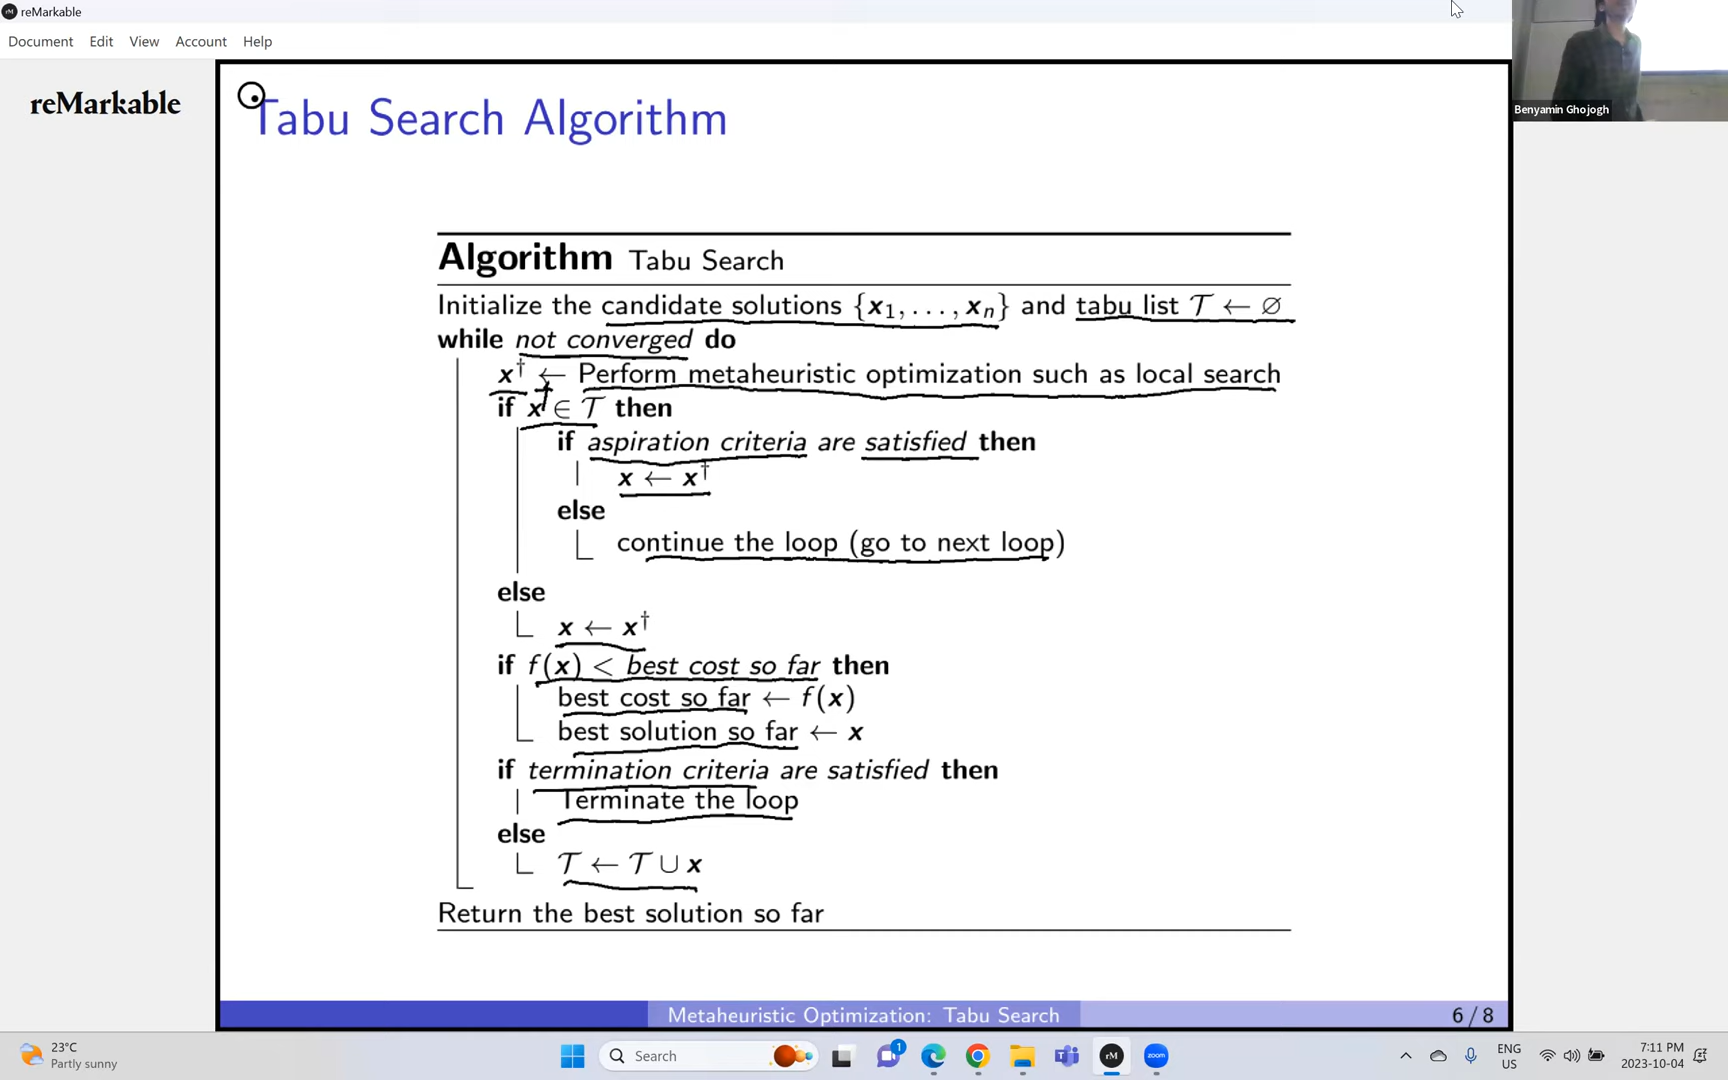 reMarkable
Document Edit View Account Help
reMarkable
Benyamin Ghojogh
Tabu Search Algorithm
Algorithm Tabu Search
Initialize the candidate solutions {x₁, . . . , xₙ} and tabu list 𝒯 ← ∅
while not converged do
x† ← Perform metaheuristic optimization such as local search
if x† ∈ 𝒯 then
if aspiration criteria are satisfied then
x ← x†
else
continue the loop (go to next loop)
else
x ← x†
if f(x) < best cost so far then
best cost so far ← f(x)
best solution so far ← x
if termination criteria are satisfied then
Terminate the loop
else
𝒯 ← 𝒯 ∪ x
Return the best solution so far
Metaheuristic Optimization: Tabu Search 6 / 8
23°C
Partly sunny
Search
1
rM
zoom
ENG
US
7:11 PM
2023-10-04